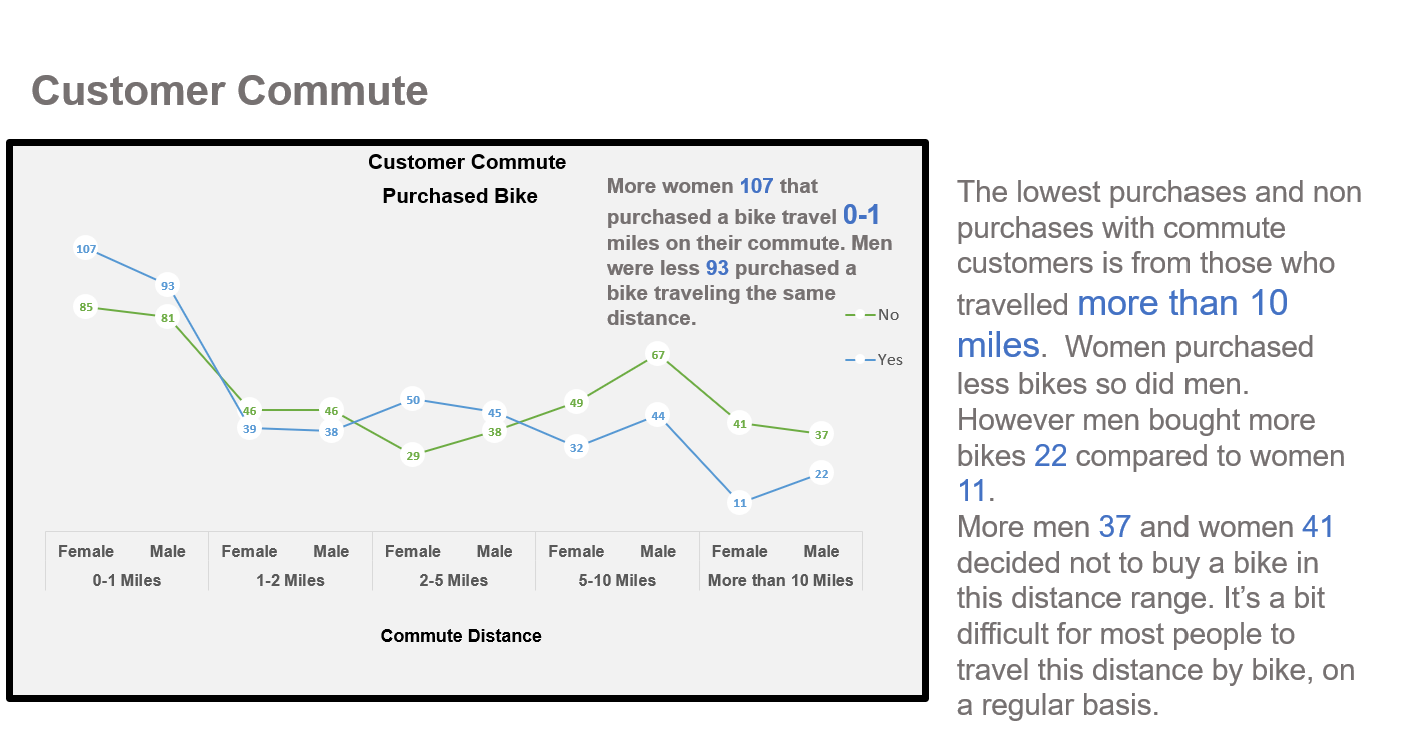 Customer Commute
Customer Commute
Purchased Bike
More women 107 that
purchased a bike travel 0-1
miles on their commute. Men
were less 93 purchased a
bike traveling the same
distance.
No
Yes
107
93
85
81
46
46
39
38
50
45
29
38
49
67
32
44
41
37
11
22
Female Male Female Male Female Male Female Male Female Male
0-1 Miles 1-2 Miles 2-5 Miles 5-10 Miles More than 10 Miles
Commute Distance
The lowest purchases and non
purchases with commute
customers is from those who
travelled more than 10
miles. Women purchased
less bikes so did men.
However men bought more
bikes 22 compared to women
11.
More men 37 and women 41
decided not to buy a bike in
this distance range. It’s a bit
difficult for most people to
travel this distance by bike, on
a regular basis.